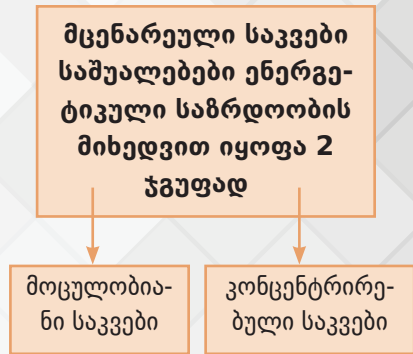 მცენარეული საკვები
საშუალებები ენერგე-
ტიკული საზრდოობის
მიხედვით იყოფა 2
ჯგუფად
მოცულობია-
ნი საკვები
კონცენტრირე-
ბული საკვები